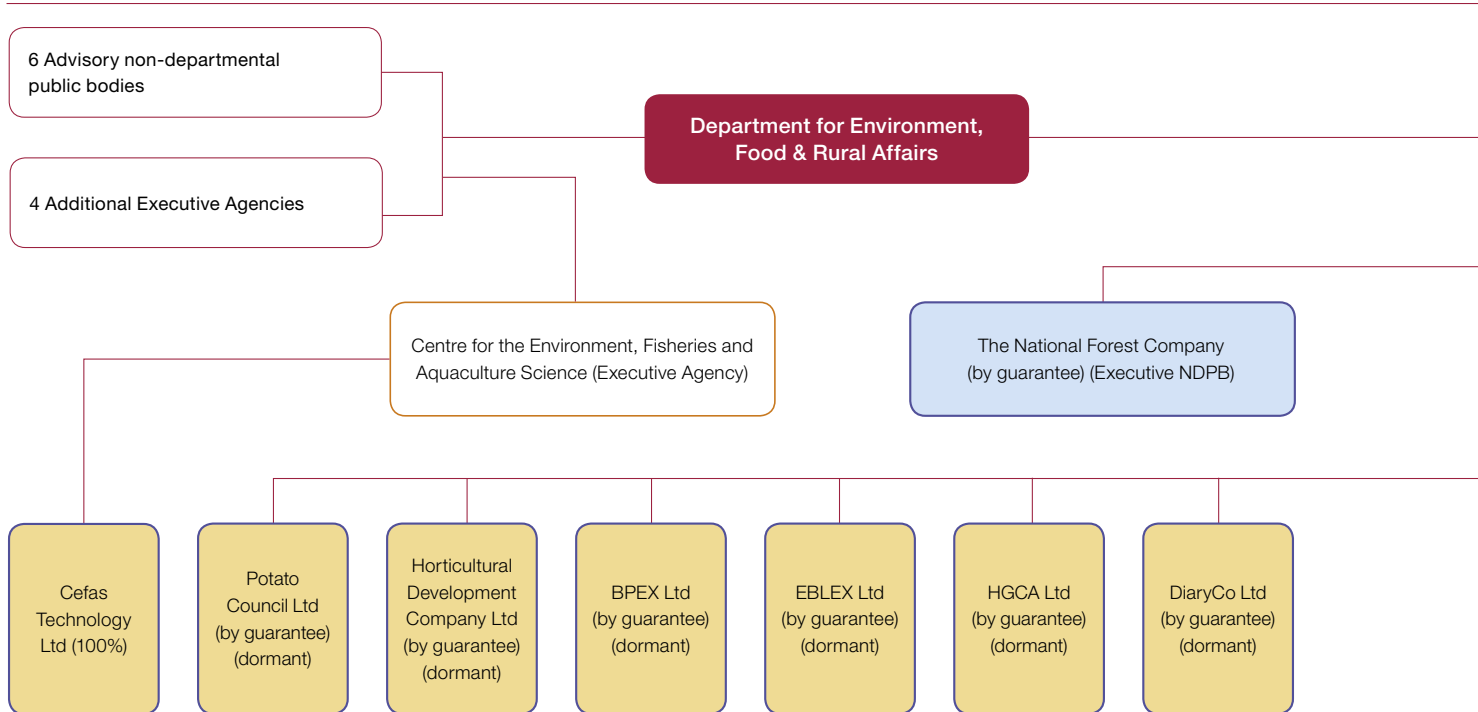 6 Advisory non-departmental
public bodies
Department for Environment,
Food & Rural Affairs
4 Additional Executive Agencies
Centre for the Environment, Fisheries and
Aquaculture Science (Executive Agency)
The National Forest Company
(by guarantee) (Executive NDPB)
Cefas
Technology
Ltd (100%)
Potato
Council Ltd
(by guarantee)
(dormant)
Horticultural
Development
Company Ltd
(by guarantee)
(dormant)
BPEX Ltd
(by guarantee)
(dormant)
EBLEX Ltd
(by guarantee)
(dormant)
HGCA Ltd
(by guarantee)
(dormant)
DiaryCo Ltd
(by guarantee)
(dormant)